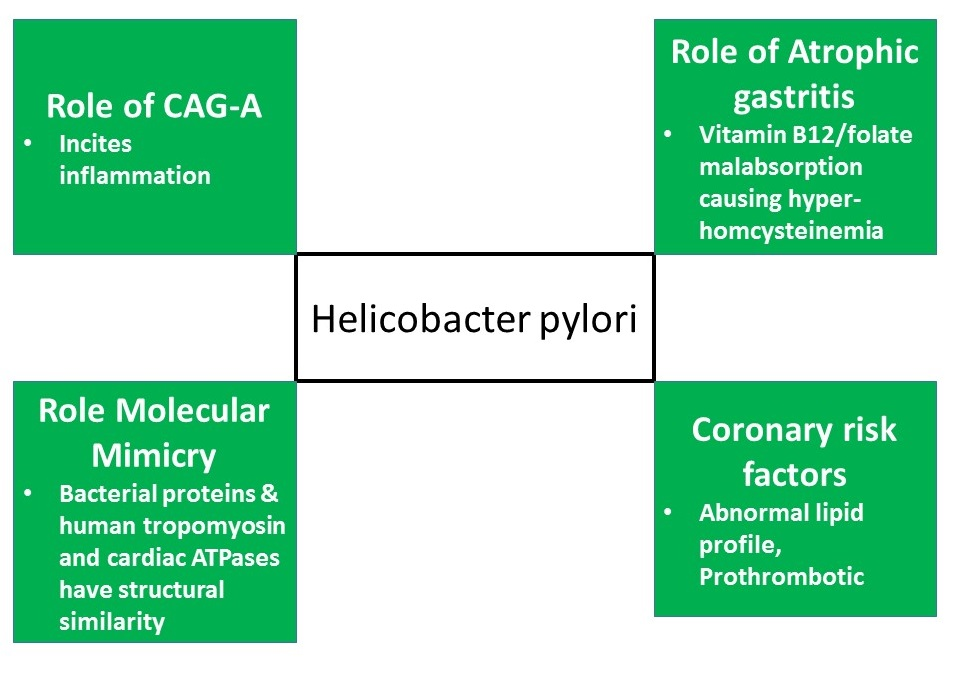 Role of CAG-A
• Incites
inflammation
Role of Atrophic
gastritis
• Vitamin B12/folate
malabsorption
causing hyper-
homcysteinemia
Helicobacter pylori
Role Molecular
Mimicry
• Bacterial proteins &
human tropomyosin
and cardiac ATPases
have structural
similarity
Coronary risk
factors
• Abnormal lipid
profile,
Prothrombotic